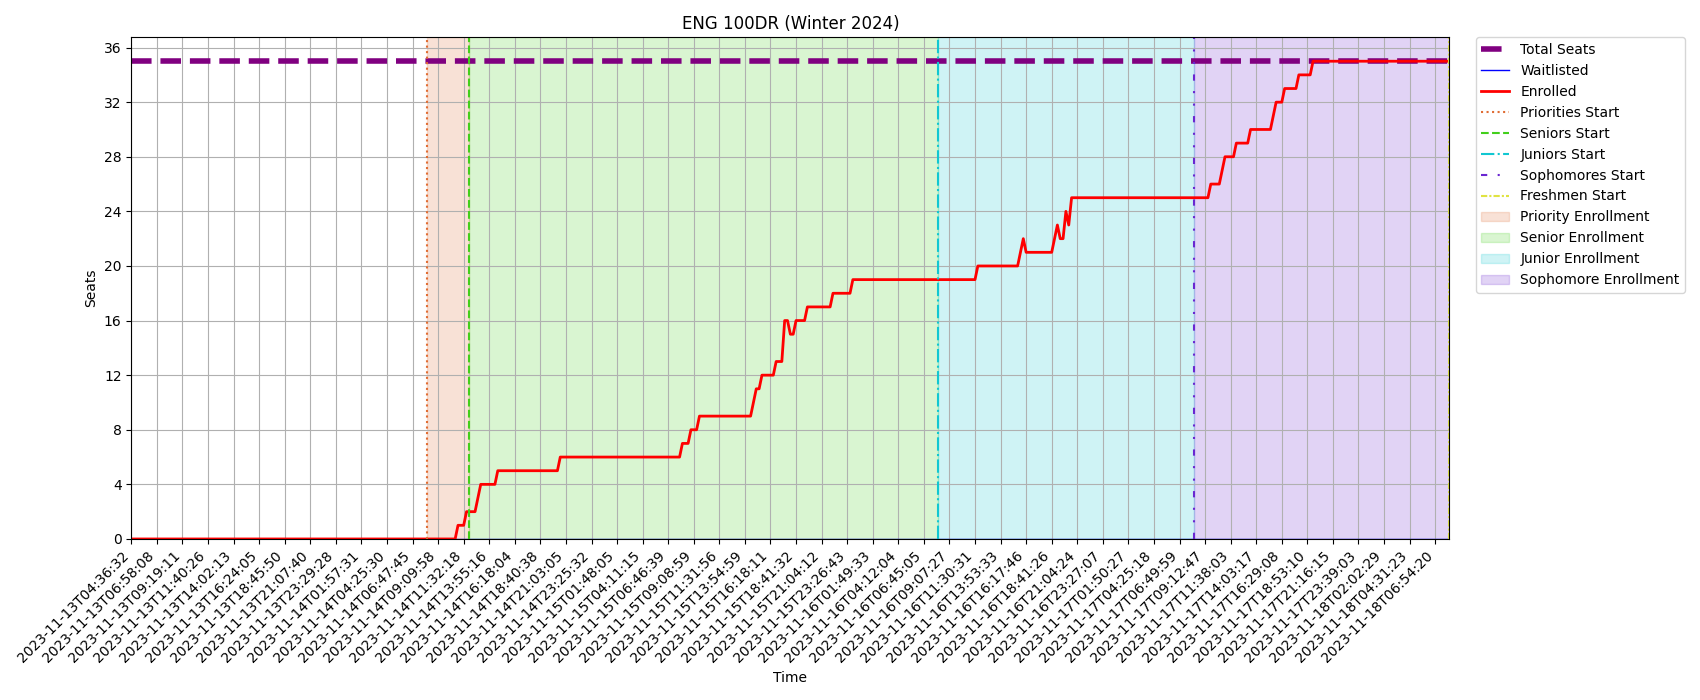 ENG 100DR (Winter 2024)
Seats
36
32
28
24
20
16
12
8
4
0
2023-11-13T04:36:32
2023-11-13T06:58:08
2023-11-13T09:19:11
2023-11-13T11:40:26
2023-11-13T14:02:13
2023-11-13T16:24:05
2023-11-13T18:45:50
2023-11-13T21:07:40
2023-11-13T23:29:28
2023-11-14T01:57:31
2023-11-14T04:25:30
2023-11-14T06:47:45
2023-11-14T09:09:58
2023-11-14T11:32:18
2023-11-14T13:55:16
2023-11-14T16:18:04
2023-11-14T18:40:38
2023-11-14T21:03:05
2023-11-14T23:25:32
2023-11-15T01:48:05
2023-11-15T04:11:15
2023-11-15T06:46:39
2023-11-15T09:08:59
2023-11-15T11:31:56
2023-11-15T13:54:59
2023-11-15T16:18:11
2023-11-15T18:41:32
2023-11-15T21:04:12
2023-11-15T23:26:43
2023-11-16T01:49:33
2023-11-16T04:12:04
2023-11-16T06:45:05
2023-11-16T09:07:27
2023-11-16T11:30:31
2023-11-16T13:53:33
2023-11-16T16:17:46
2023-11-16T18:41:26
2023-11-16T21:04:24
2023-11-16T23:27:07
2023-11-17T01:50:27
2023-11-17T04:25:18
2023-11-17T06:49:59
2023-11-17T09:12:47
2023-11-17T11:38:03
2023-11-17T14:03:17
2023-11-17T16:29:08
2023-11-17T18:53:10
2023-11-17T21:16:15
2023-11-17T23:39:03
2023-11-18T02:02:29
2023-11-18T04:31:23
2023-11-18T06:54:20
Time
Total Seats
Waitlisted
Enrolled
Priorities Start
Seniors Start
Juniors Start
Sophomores Start
Freshmen Start
Priority Enrollment
Senior Enrollment
Junior Enrollment
Sophomore Enrollment